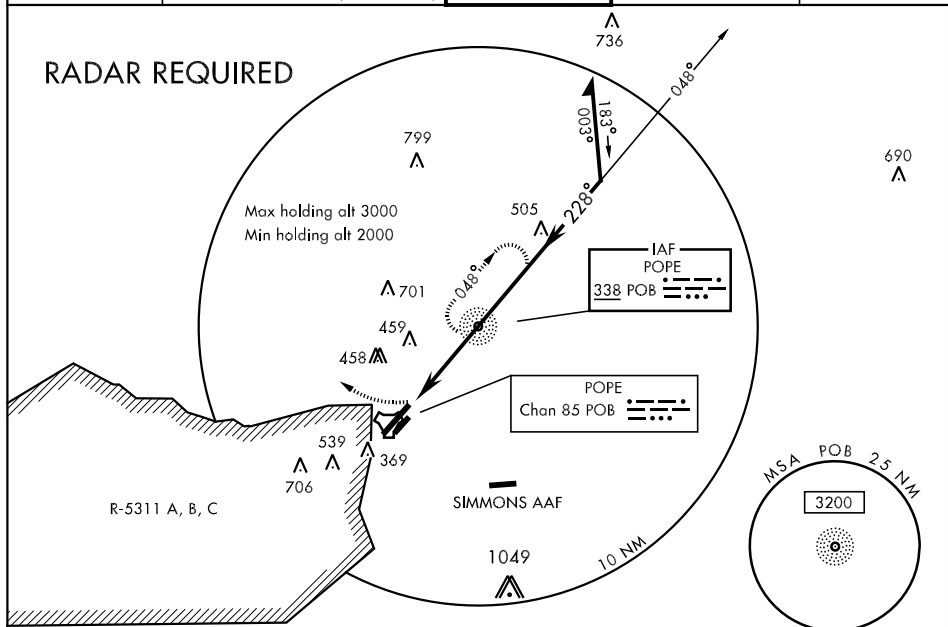 736
RADAR REQUIRED
048°
183°
003°
799
690
228°
505
Max holding alt 3000
Min holding alt 2000
IAF
POPE
338 POB
048°
701
459
458
POPE
Chan 85 POB
539
369
706
MSA POB 25 NM
3200
SIMMONS AAF
R-5311 A, B, C
10 NM
1049